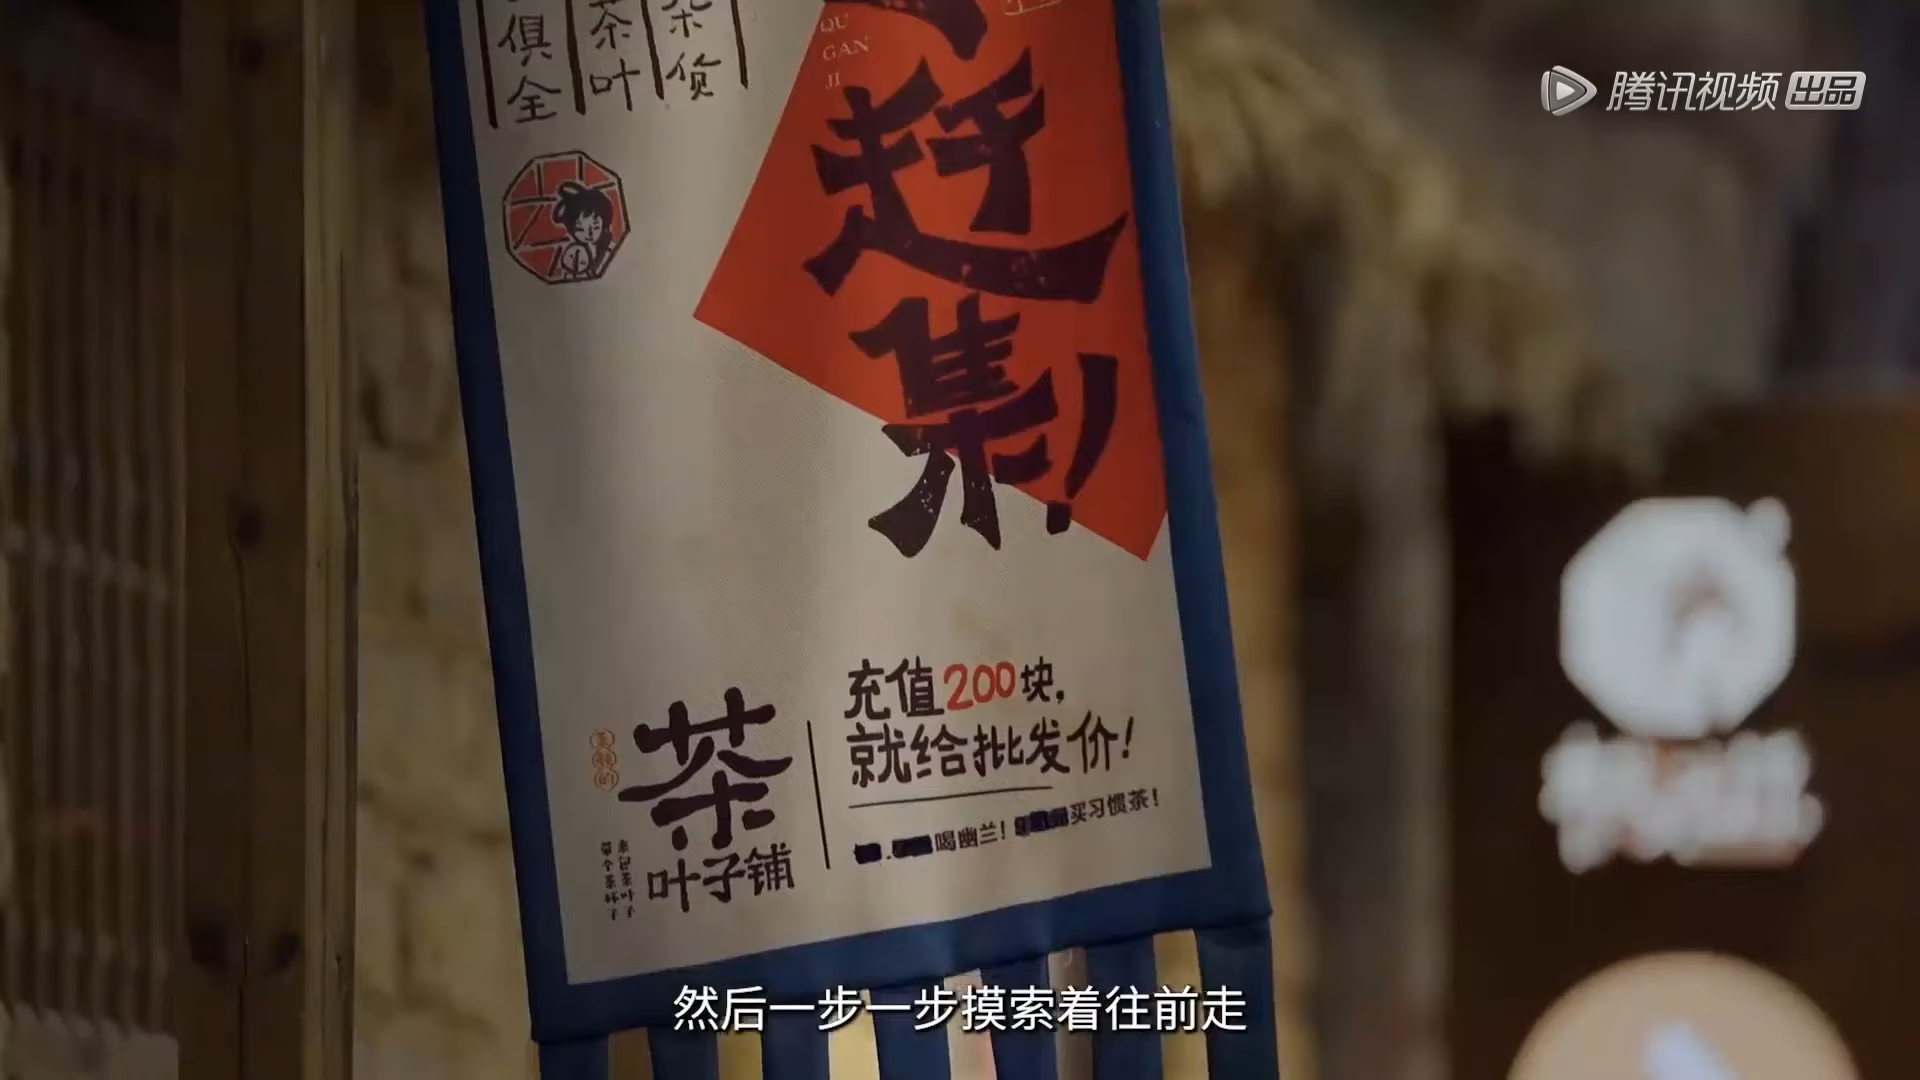 俱全
茶叶
杂货
QU
GAN
JI
赶集!
腾讯视频 出品
充值200块,
就给批发价!
喝幽兰!
买习惯茶!
茶
叶子铺
然后一步一步摸索着往前走